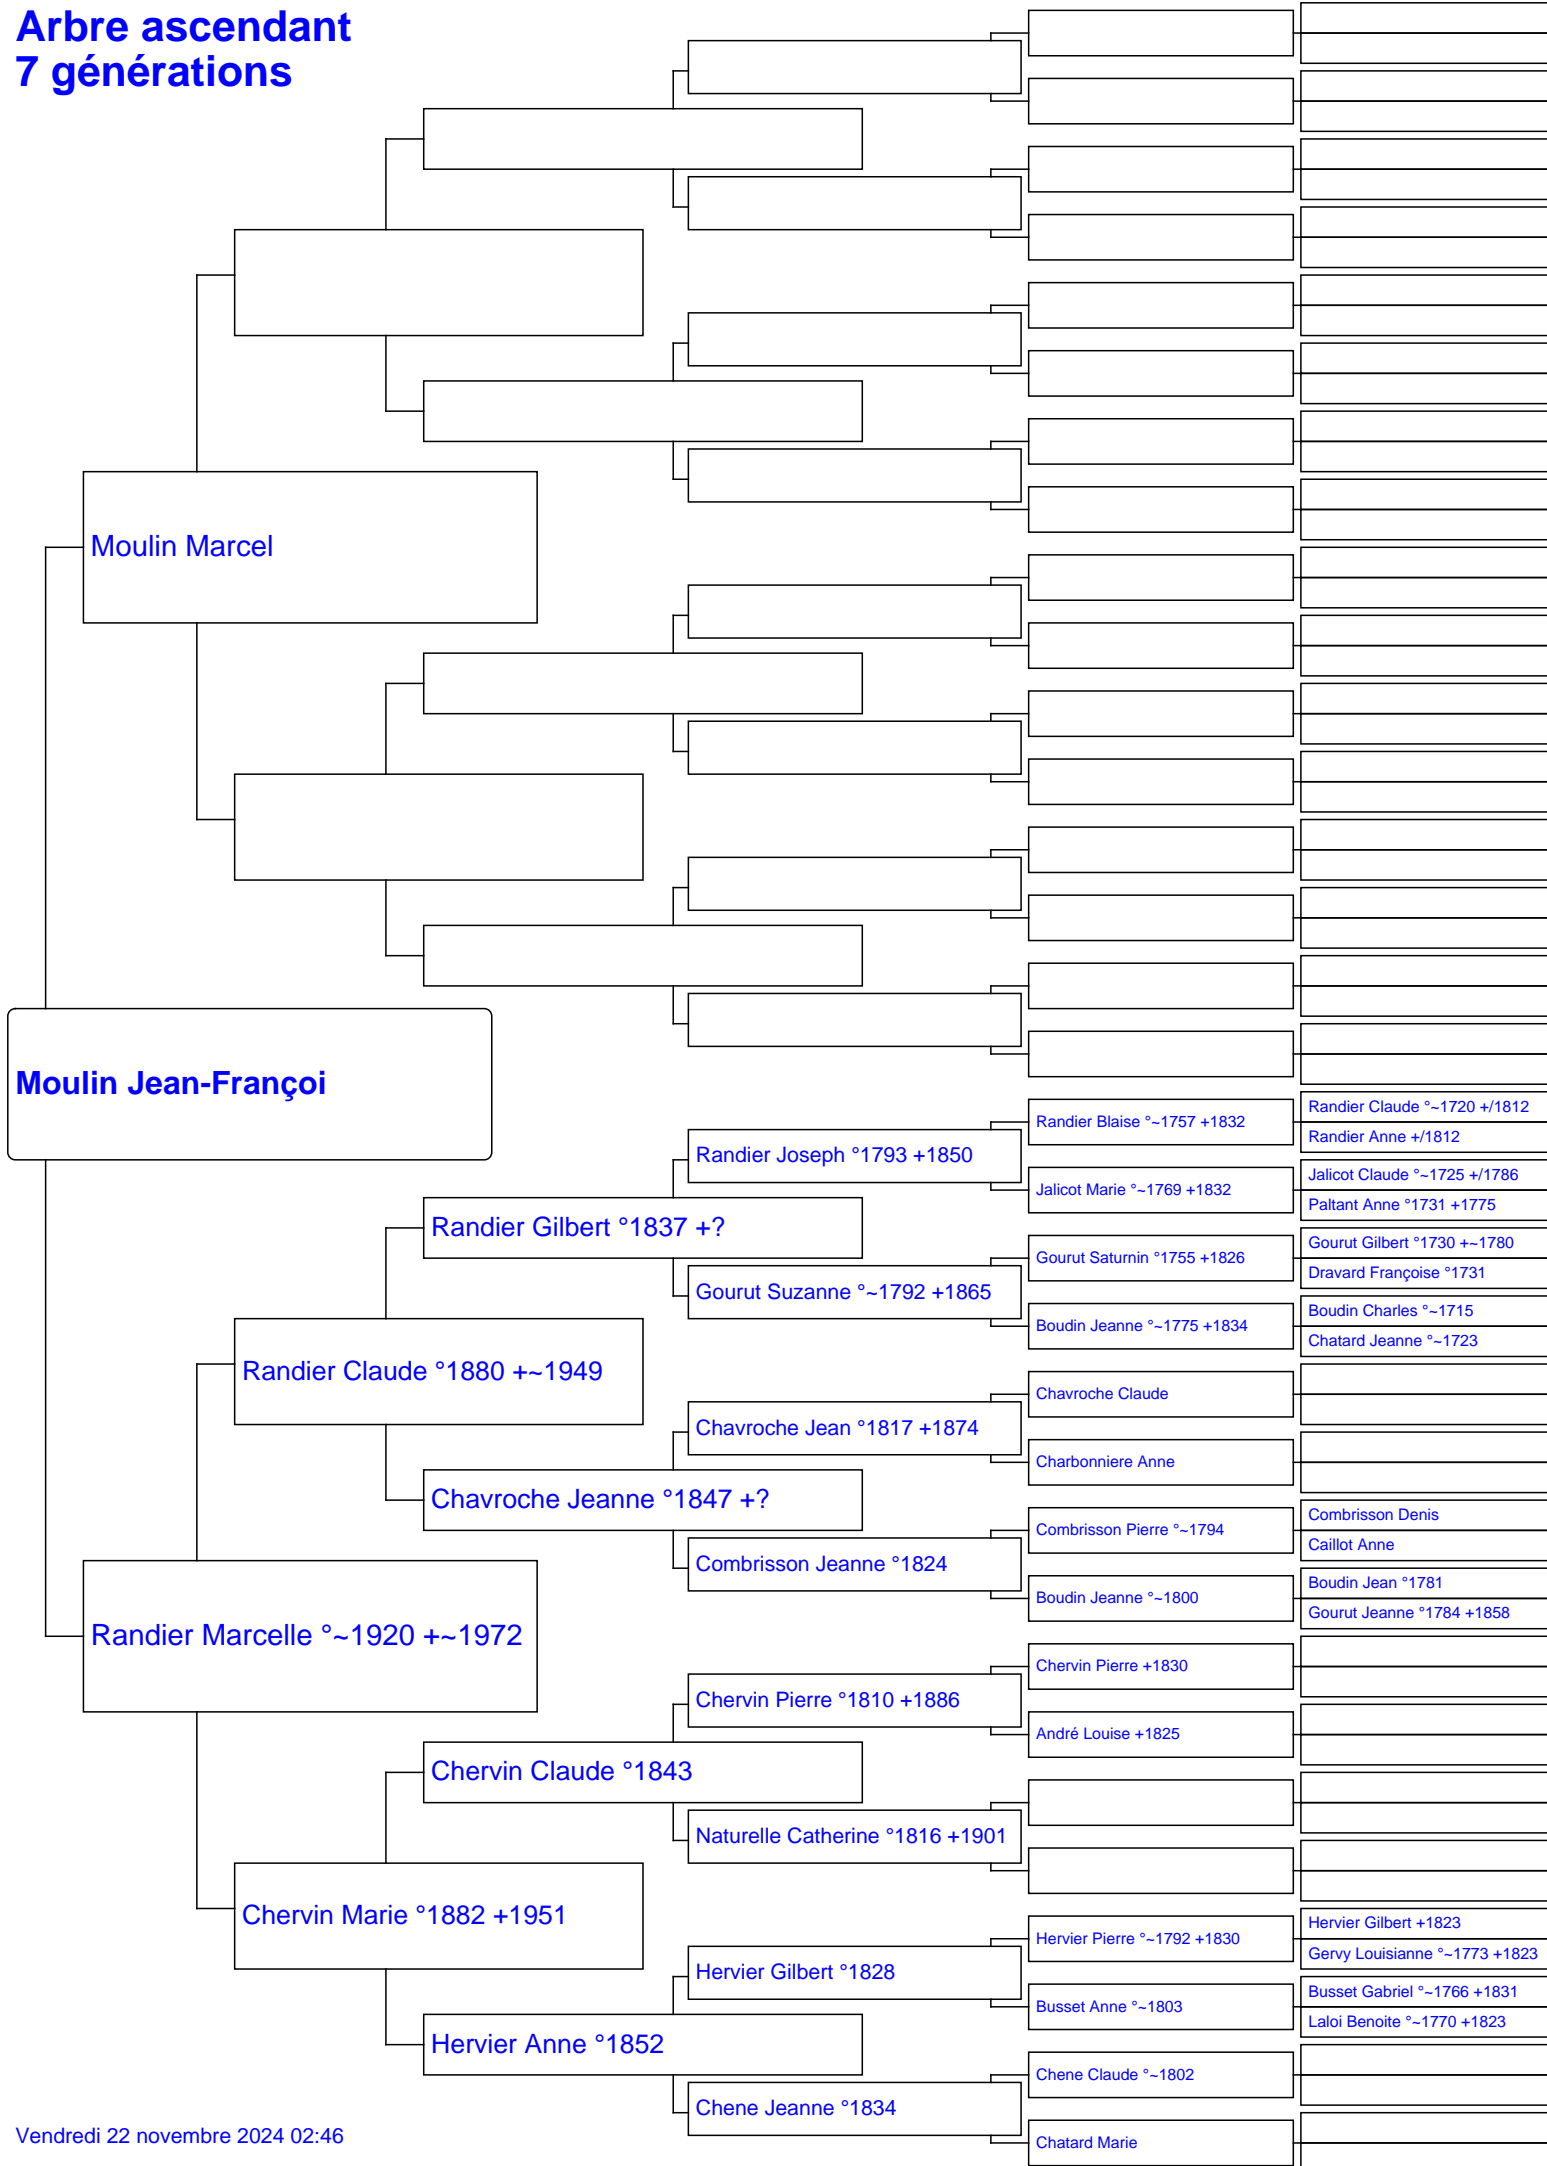 Arbre ascendant
7 générations
Moulin Marcel
Moulin Jean-Françoi
Randier Blaise °~1757 +1832
Randier Claude °~1720 +/1812
Randier Anne +/1812
Randier Joseph °1793 +1850
Jalicot Marie °~1769 +1832
Jalicot Claude °~1725 +/1786
Paltant Anne °1731 +1775
Randier Gilbert °1837 +?
Gourut Saturnin °1755 +1826
Gourut Gilbert °1730 +~1780
Dravard Françoise °1731
Gourut Suzanne °~1792 +1865
Boudin Jeanne °~1775 +1834
Boudin Charles °~1715
Chatard Jeanne °~1723
Randier Claude °1880 +~1949
Chavroche Claude
Chavroche Jean °1817 +1874
Charbonniere Anne
Chavroche Jeanne °1847 +?
Combrisson Pierre °~1794
Combrisson Denis
Caillot Anne
Combrisson Jeanne °1824
Boudin Jeanne °~1800
Boudin Jean °1781
Gourut Jeanne °1784 +1858
Randier Marcelle °~1920 +~1972
Chervin Pierre +1830
Chervin Pierre °1810 +1886
André Louise +1825
Chervin Claude °1843
Naturelle Catherine °1816 +1901
Chervin Marie °1882 +1951
Hervier Pierre °~1792 +1830
Hervier Gilbert +1823
Gervy Louisianne °~1773 +1823
Hervier Gilbert °1828
Busset Anne °~1803
Busset Gabriel °~1766 +1831
Laloi Benoite °~1770 +1823
Hervier Anne °1852
Chene Claude °~1802
Chene Jeanne °1834
Chatard Marie
Vendredi 22 novembre 2024 02:46